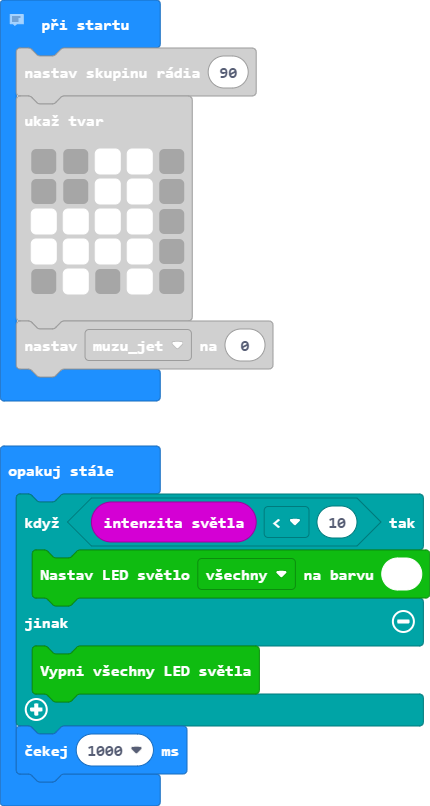 při startu
nastav skupinu rádia 90
ukaž tvar
nastav muzu_jet na 0
opakuj stále
když intenzita světla < 10 tak
Nastav LED světlo všechny na barvu
jinak
Vypni všechny LED světla
čekej 1000 ms